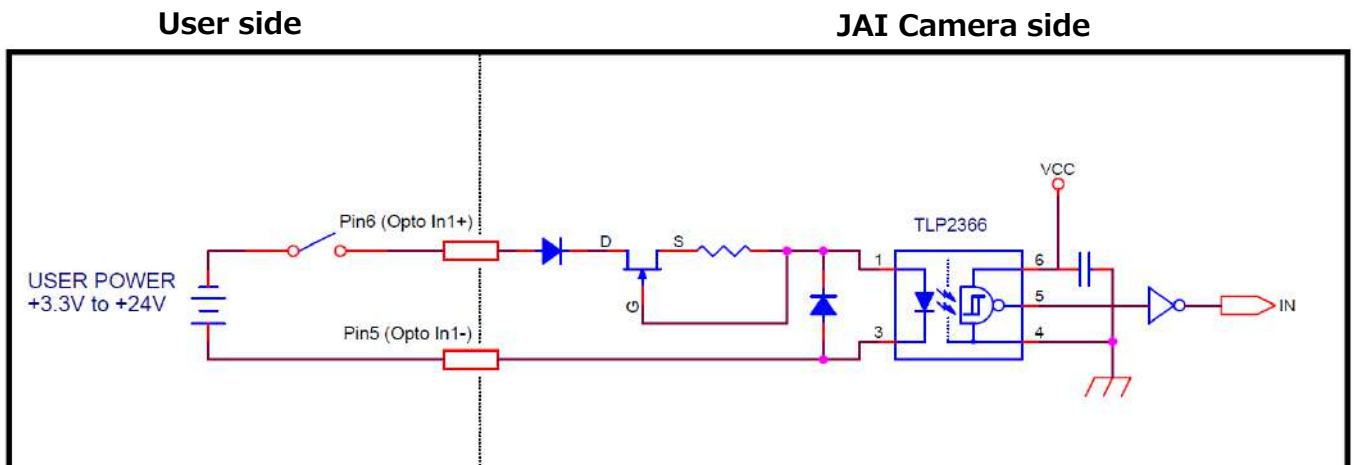 User side
JAI Camera side
VCC
Pin6 (Opto In1+)
TLP2366
D
S
1
6
USER POWER
+3.3V to +24V
G
5
IN
Pin5 (Opto In1-)
3
4